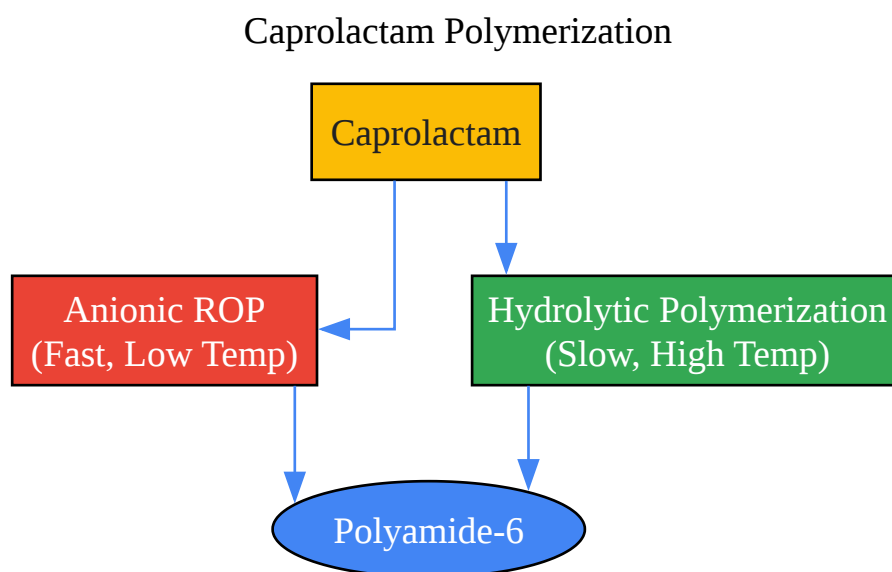 Caprolactam Polymerization
Caprolactam
Anionic ROP
(Fast, Low Temp)
Hydrolytic Polymerization
(Slow, High Temp)
Polyamide-6